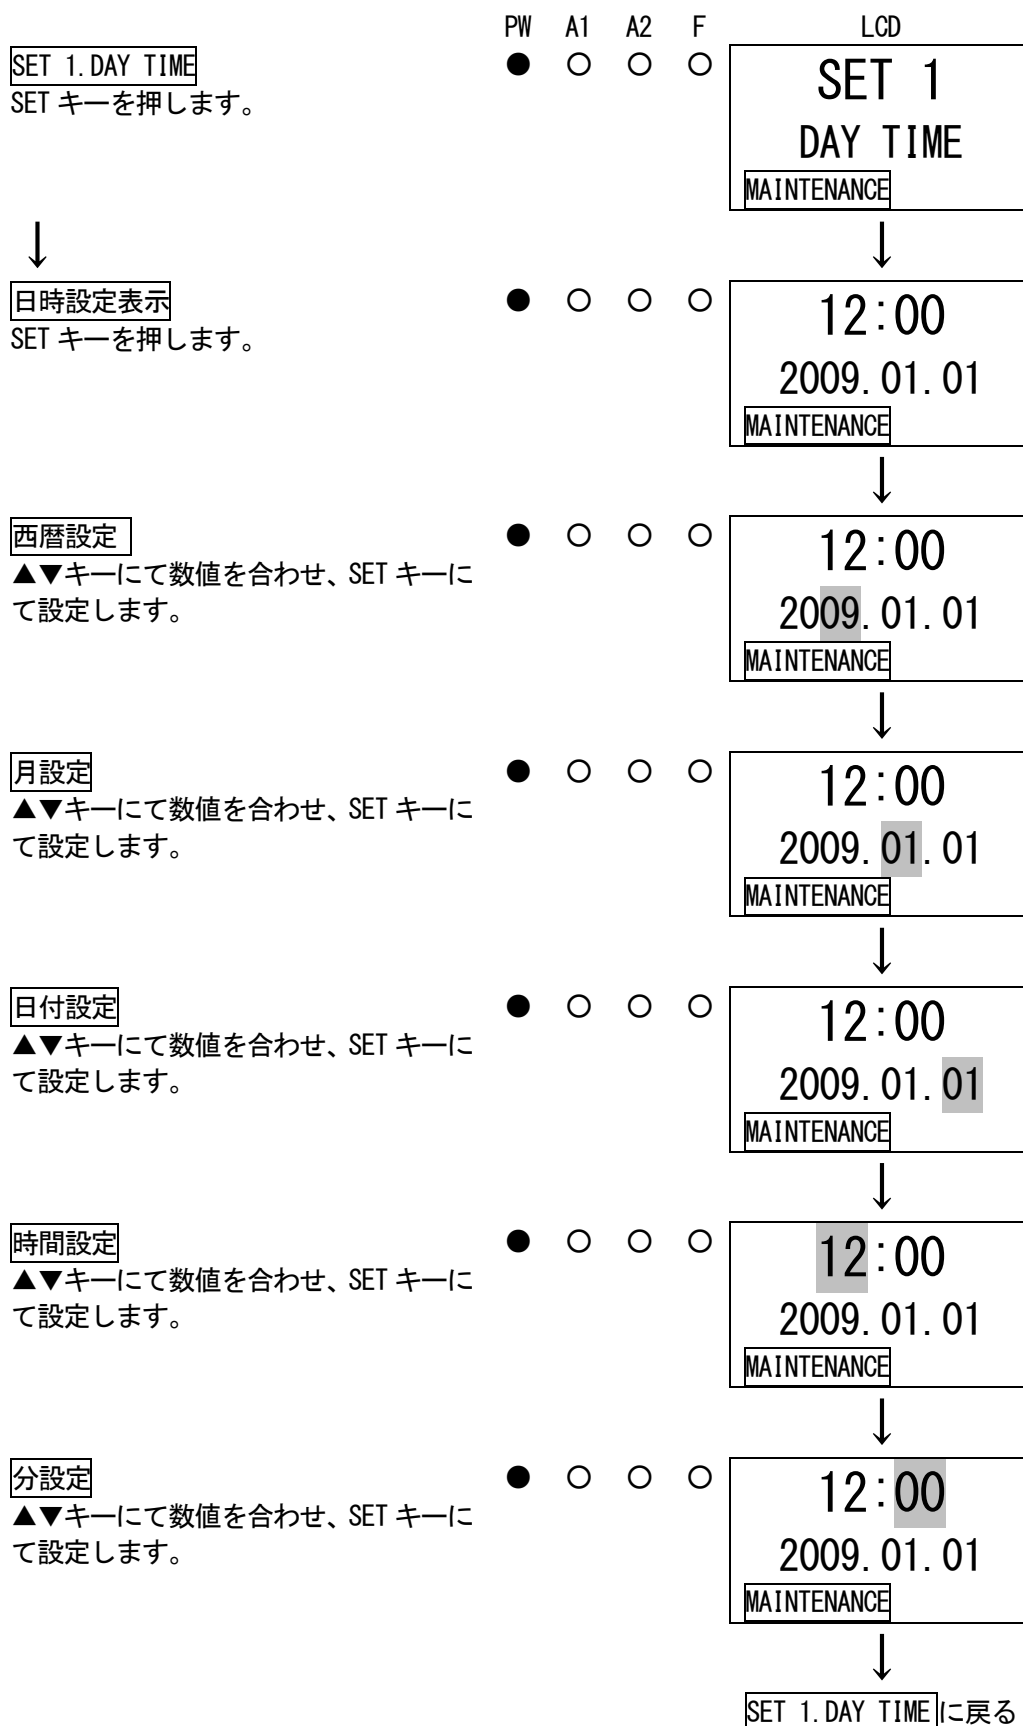 PW A1 A2 F LCD
SET 1.DAY TIME ● ○ ○ ○ SET 1
SETキーを押します。
DAY TIME
MAINTENANCE
↓ ↓
日時設定表示 ● ○ ○ ○ 12:00
SETキーを押します。
2009.01.01
MAINTENANCE
↓
西暦設定 ● ○ ○ ○ 12:00
▲▼キーにて数値を合わせ、SETキーに
て設定します。 2009.01.01
MAINTENANCE
↓
月設定 ● ○ ○ ○ 12:00
▲▼キーにて数値を合わせ、SETキーに
て設定します。 2009.01.01
MAINTENANCE
↓
日付設定 ● ○ ○ ○ 12:00
▲▼キーにて数値を合わせ、SETキーに
て設定します。 2009.01.01
MAINTENANCE
↓
時間設定 ● ○ ○ ○ 12:00
▲▼キーにて数値を合わせ、SETキーに
て設定します。 2009.01.01
MAINTENANCE
↓
分設定 ● ○ ○ ○ 12:00
▲▼キーにて数値を合わせ、SETキーに
て設定します。 2009.01.01
MAINTENANCE
↓
SET 1.DAY TIMEに戻る